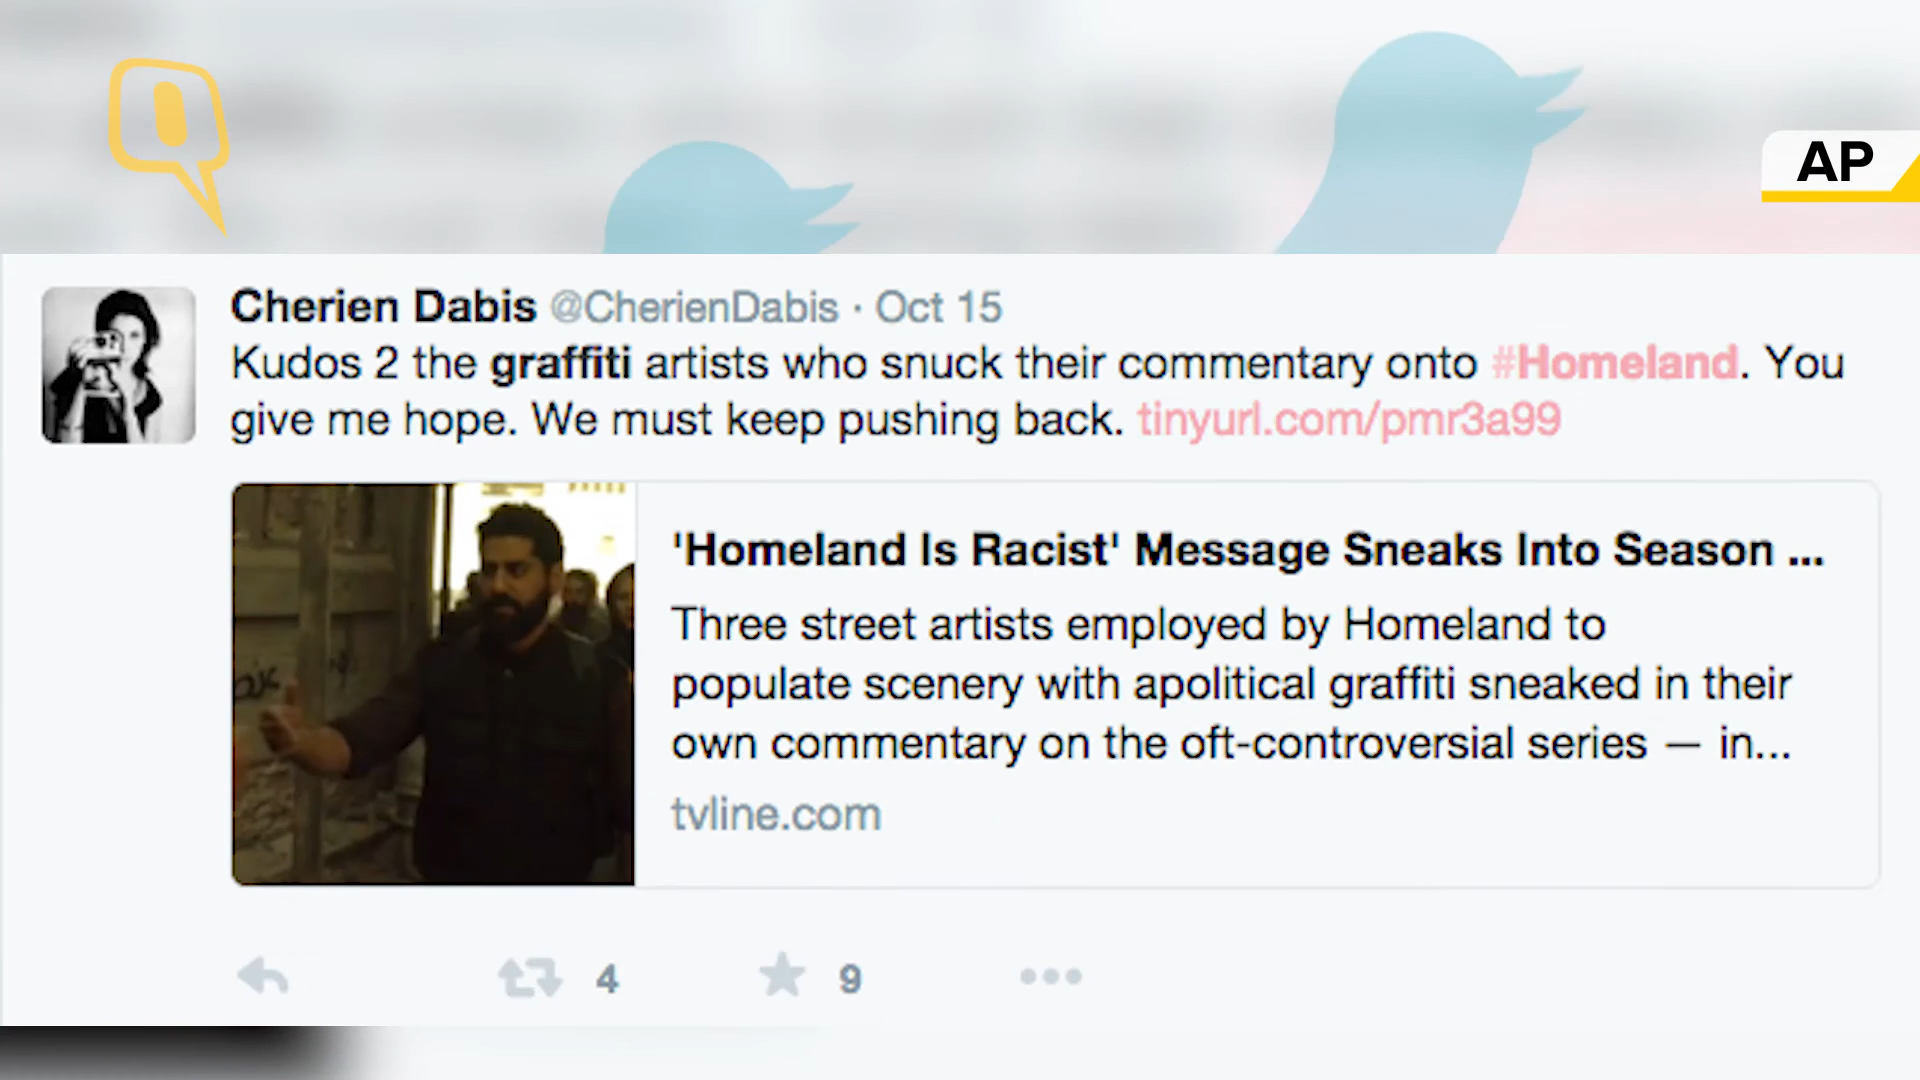 AP
Cherien Dabis @CherienDabis · Oct 15
Kudos 2 the graffiti artists who snuck their commentary onto #Homeland. You
give me hope. We must keep pushing back. tinyurl.com/pmr3a99
'Homeland Is Racist' Message Sneaks Into Season ...
Three street artists employed by Homeland to
populate scenery with apolitical graffiti sneaked in their
own commentary on the oft-controversial series — in...
tvline.com
4 9